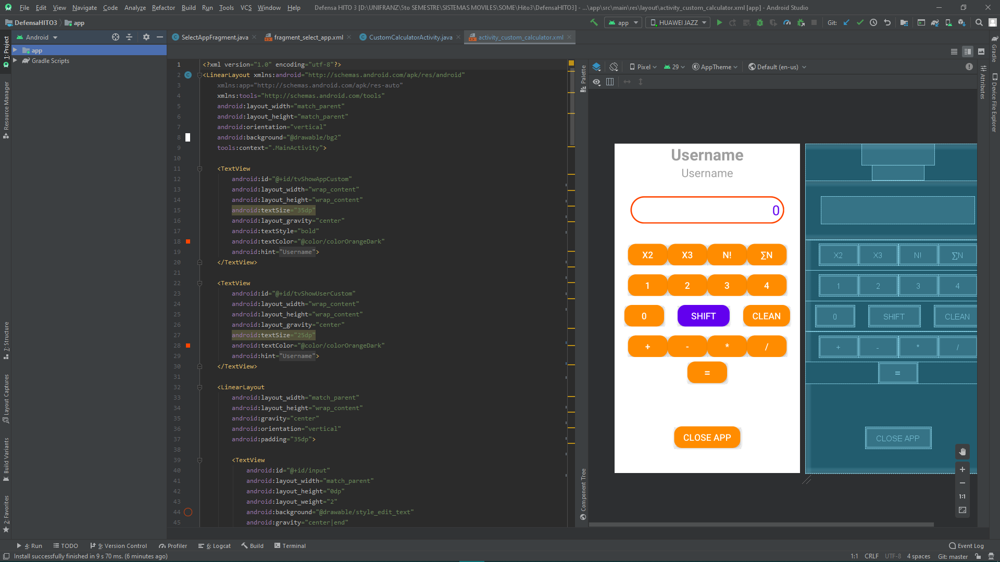 File Edit View Navigate Code Analyze Refactor Build Run Tools VCS Window Help Defensa HITO 3 [D:\UNIFRANZ\5to SEMESTRE\SISTEMAS MOVILES\SOME\Hito3\DefensaHITO3] - ...\app\src\main\res\layout\activity_custom_calculator.xml [app] - Android Studio
DefensaHITO3 app
app HUAWEI JAZZ Git:
Android
SelectAppFragment.java fragment_select_app.xml CustomCalculatorActivity.java activity_custom_calculator.xml
app
Gradle Scripts
1: Project
Resource Manager
7: Structure
Layout Captures
Build Variants
2: Favorites
1 <?xml version="1.0" encoding="utf-8"?>
2 <LinearLayout xmlns:android="http://schemas.android.com/apk/res/android"
3 xmlns:app="http://schemas.android.com/apk/res-auto"
4 xmlns:tools="http://schemas.android.com/tools"
5 android:layout_width="match_parent"
6 android:layout_height="match_parent"
7 android:orientation="vertical"
8 android:background="@drawable/bg2"
9 tools:context=".MainActivity">
10
11 <TextView
12 android:id="@+id/tvShowAppCustom"
13 android:layout_width="wrap_content"
14 android:layout_height="wrap_content"
15 android:textSize="35dp"
16 android:layout_gravity="center"
17 android:textStyle="bold"
18 android:textColor="@color/colorOrangeDark"
19 android:hint="Username">
20 </TextView>
21
22 <TextView
23 android:id="@+id/tvShowUserCustom"
24 android:layout_width="wrap_content"
25 android:layout_height="wrap_content"
26 android:layout_gravity="center"
27 android:textSize="25dp"
28 android:textColor="@color/colorOrangeDark"
29 android:hint="Username">
30 </TextView>
31
32 <LinearLayout
33 android:layout_width="match_parent"
34 android:layout_height="wrap_content"
35 android:gravity="center"
36 android:orientation="vertical"
37 android:padding="35dp">
38
39 <TextView
40 android:id="@+id/input"
41 android:layout_width="match_parent"
42 android:layout_height="0dp"
43 android:layout_weight="2"
44 android:background="@drawable/style_edit_text"
45 android:gravity="center|end"
Palette
Component Tree
Pixel 29 AppTheme Default (en-us)
Username
Username
0
X2 X3 N! ∑N
1 2 3 4
0 SHIFT CLEAN
+ - * /
=
CLOSE APP
X2 X3 N! ∑N
1 2 3 4
0 SHIFT CLEAN
+ - * /
=
CLOSE APP
1:1
Attributes
Gradle
Device File Explorer
4: Run TODO 9: Version Control Profiler 6: Logcat Build Terminal Event Log
Install successfully finished in 9 s 70 ms. (6 minutes ago) 1:1 CRLF UTF-8 4 spaces Git: master